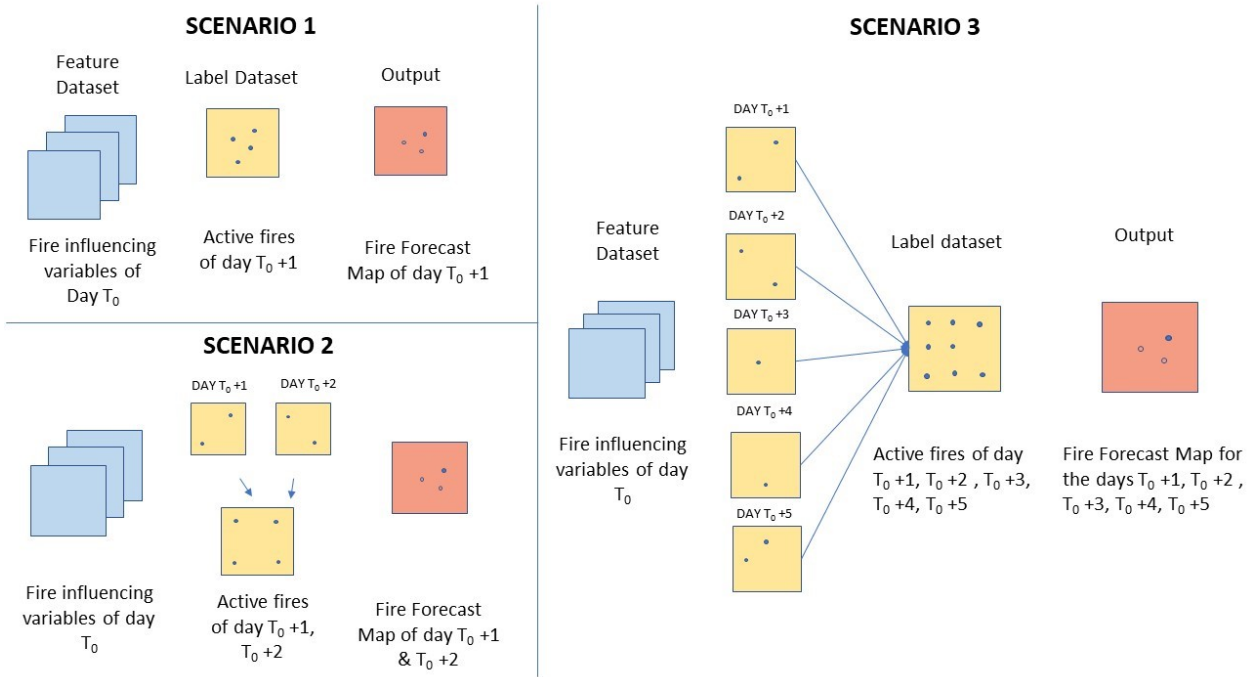 SCENARIO 1
Feature
Dataset
Label Dataset
Output
Fire influencing
variables of
Day T₀
Active fires
of day T₀ +1
Fire Forecast
Map of day T₀ +1
SCENARIO 2
DAY T₀ +1
DAY T₀ +2
Fire influencing
variables of day
T₀
Active fires
of day T₀ +1,
T₀ +2
Fire Forecast
Map of day T₀ +1
& T₀ +2
SCENARIO 3
Feature
Dataset
Fire influencing
variables of day
T₀
DAY T₀ +1
DAY T₀ +2
DAY T₀ +3
DAY T₀ +4
DAY T₀ +5
Label dataset
Active fires of day
T₀ +1, T₀ +2 , T₀ +3,
T₀ +4, T₀ +5
Output
Fire Forecast Map for
the days T₀ +1, T₀ +2 ,
T₀ +3, T₀ +4, T₀ +5